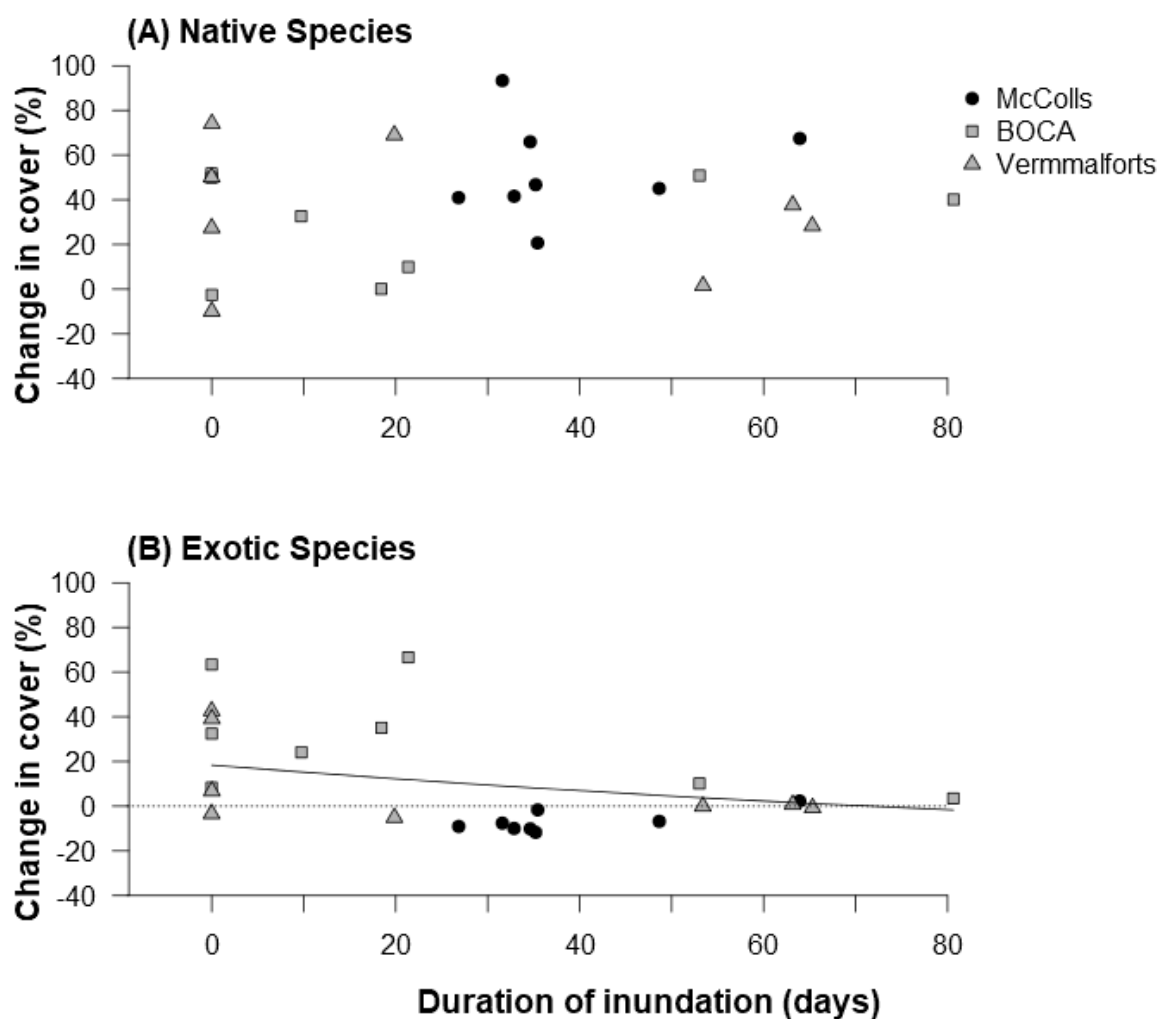 (A) Native Species
Change in cover (%)
100
80
60
40
20
0
-20
-40
0 20 40 60 80
McColls
BOCA
Vermmalforts
(B) Exotic Species
Change in cover (%)
100
80
60
40
20
0
-20
-40
0 20 40 60 80
Duration of inundation (days)